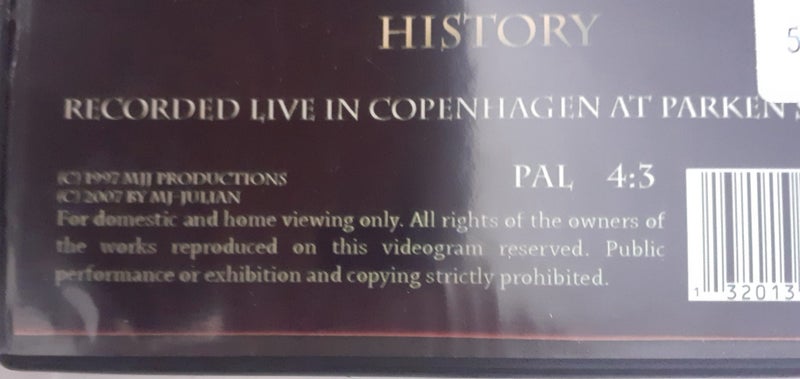 HISTORY
5
RECORDED LIVE IN COPENHAGEN AT PARKEN
(C) 1997 MJJ PRODUCTIONS
PAL 4:3
(C) 2007 BY MJ-JULIAN
For domestic and home viewing only. All rights of the owners of
the works reproduced on this videogram reserved. Public
performance or exhibition and copying strictly prohibited.
1 32013